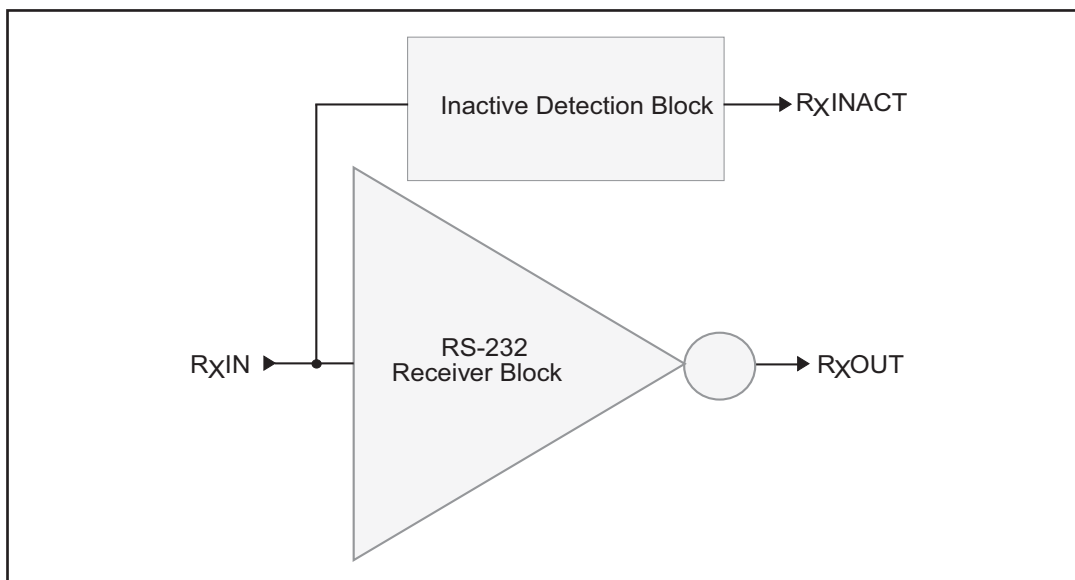 Inactive Detection Block
RXINACT
RS-232
Receiver Block
RXIN
RXOUT